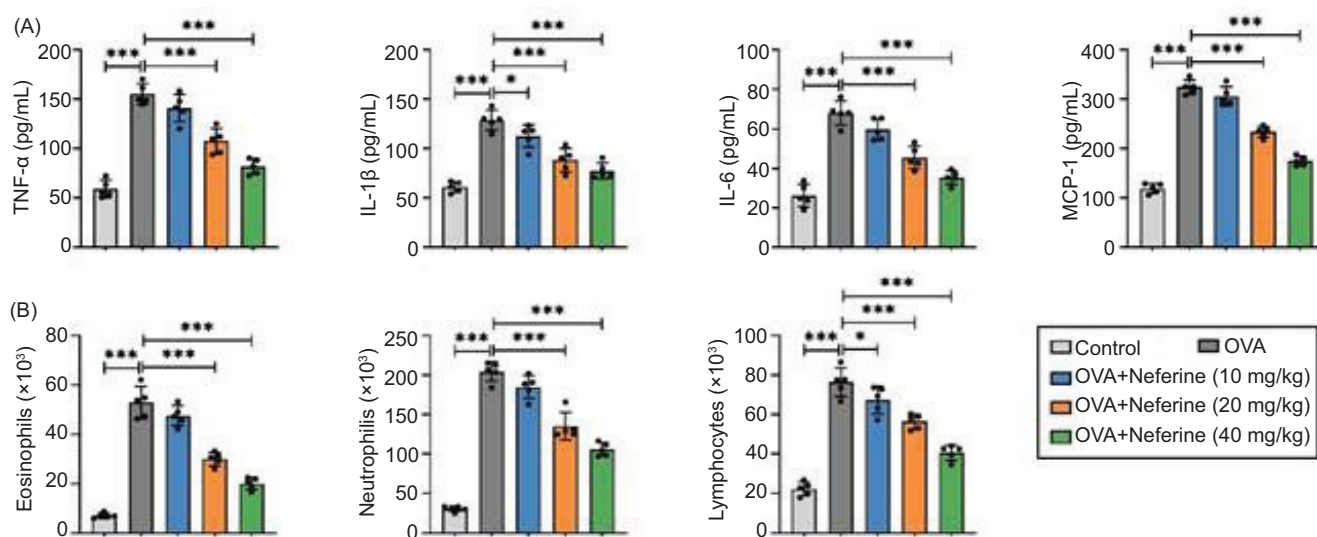 (A)
*** *** ***
TNF-α (pg/mL)
200
150
100
50
0
*** * *** ***
IL-1β (pg/mL)
200
150
100
50
0
*** *** ***
IL-6 (pg/mL)
100
80
60
40
20
0
*** *** ***
MCP-1 (pg/mL)
400
300
200
100
0
(B)
*** *** ***
Eosinophils (×10³)
80
60
40
20
0
*** *** ***
Neutrophilis (×10³)
250
200
150
100
50
0
*** * *** ***
Lymphocytes (×10³)
100
80
60
40
20
0
Control OVA
OVA+Neferine (10 mg/kg)
OVA+Neferine (20 mg/kg)
OVA+Neferine (40 mg/kg)